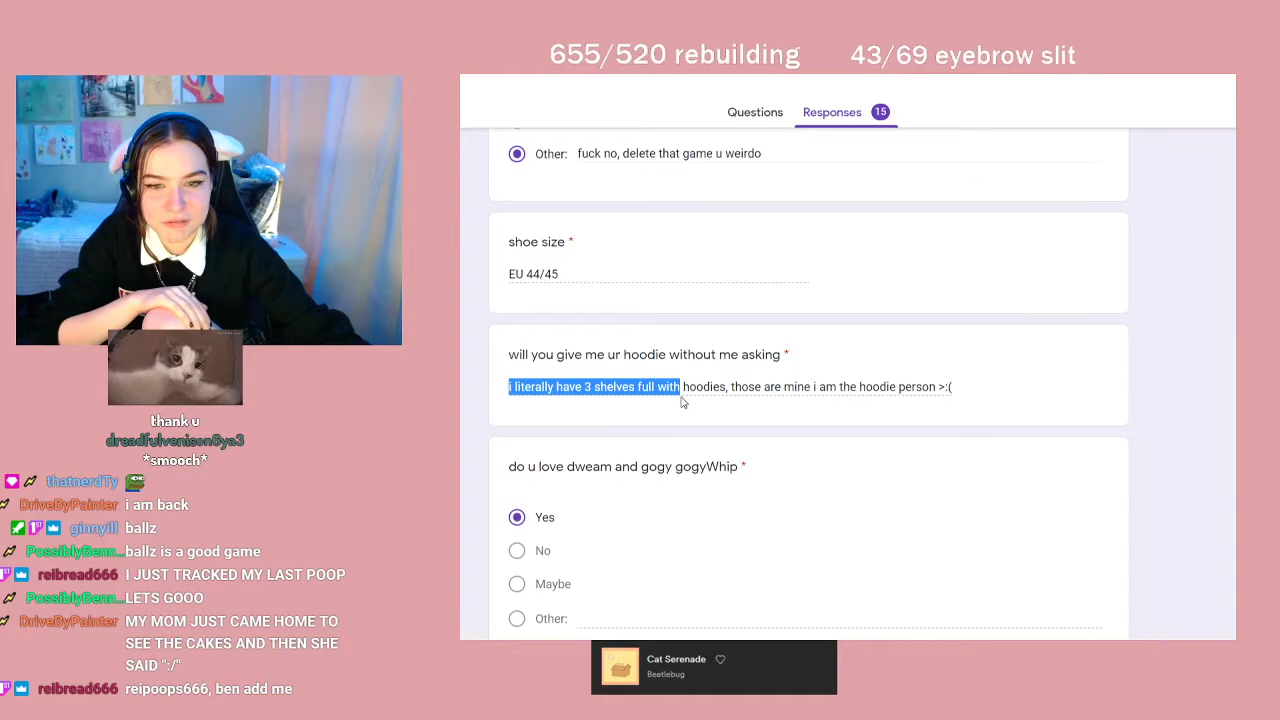 655/520 rebuilding
43/69 eyebrow slit
Questions
Responses 15
Other: fuck no, delete that game u weirdo
shoe size *
EU 44/45
will you give me ur hoodie without me asking *
i literally have 3 shelves full with hoodies, those are mine i am the hoodie person >:(
do u love dweam and gogy gogyWhip *
Yes
No
Maybe
Other:
thank u
dreadfulvenison8ya3
*smooch*
thatnerdTy
DriveByPainter i am back
ginnyill ballz
PossiblyBenn... ballz is a good game
reibread666 I JUST TRACKED MY LAST POOP
PossiblyBenn... LETS GOOO
DriveByPainter MY MOM JUST CAME HOME TO
SEE THE CAKES AND THEN SHE
SAID ":/"
reibread666 reipoops666, ben add me
Cat Serenade
Beetlebug